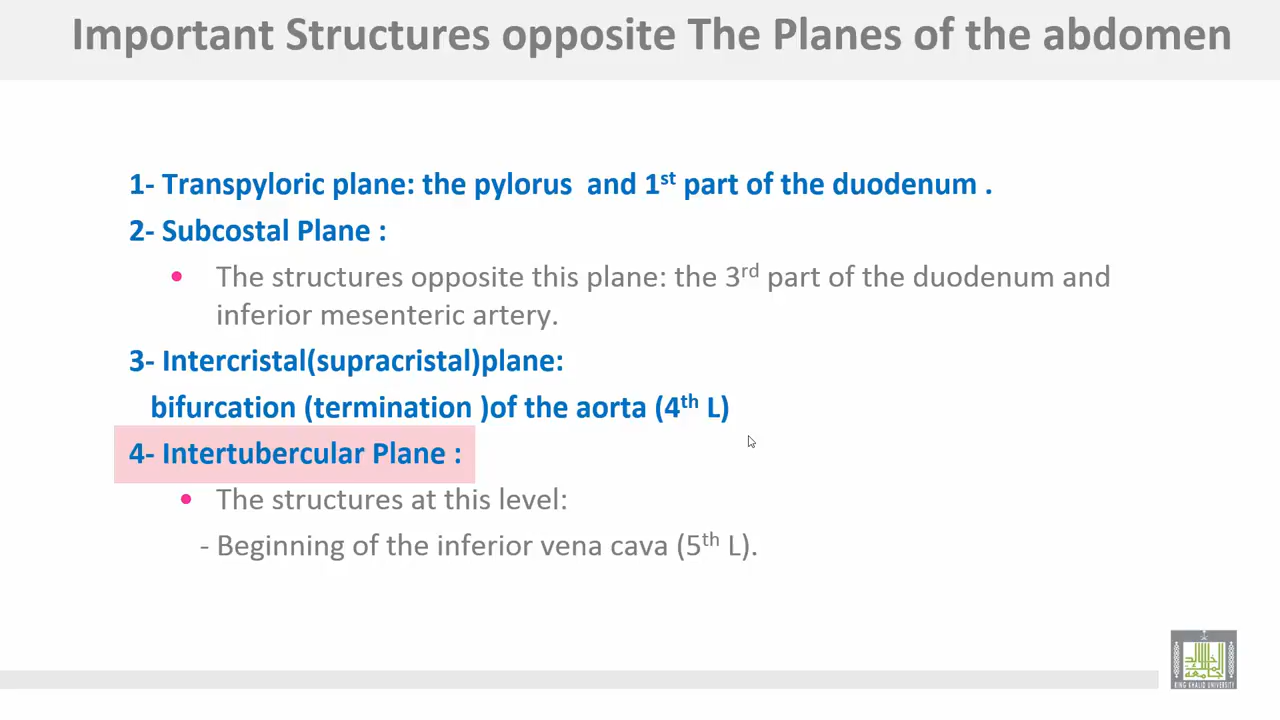 Important Structures opposite The Planes of the abdomen
1- Transpyloric plane: the pylorus and 1st part of the duodenum .
2- Subcostal Plane :
• The structures opposite this plane: the 3rd part of the duodenum and
inferior mesenteric artery.
3- Intercristal(supracristal)plane:
bifurcation (termination )of the aorta (4th L)
4- Intertubercular Plane :
• The structures at this level:
- Beginning of the inferior vena cava (5th L).
KING KHALID UNIVERSITY